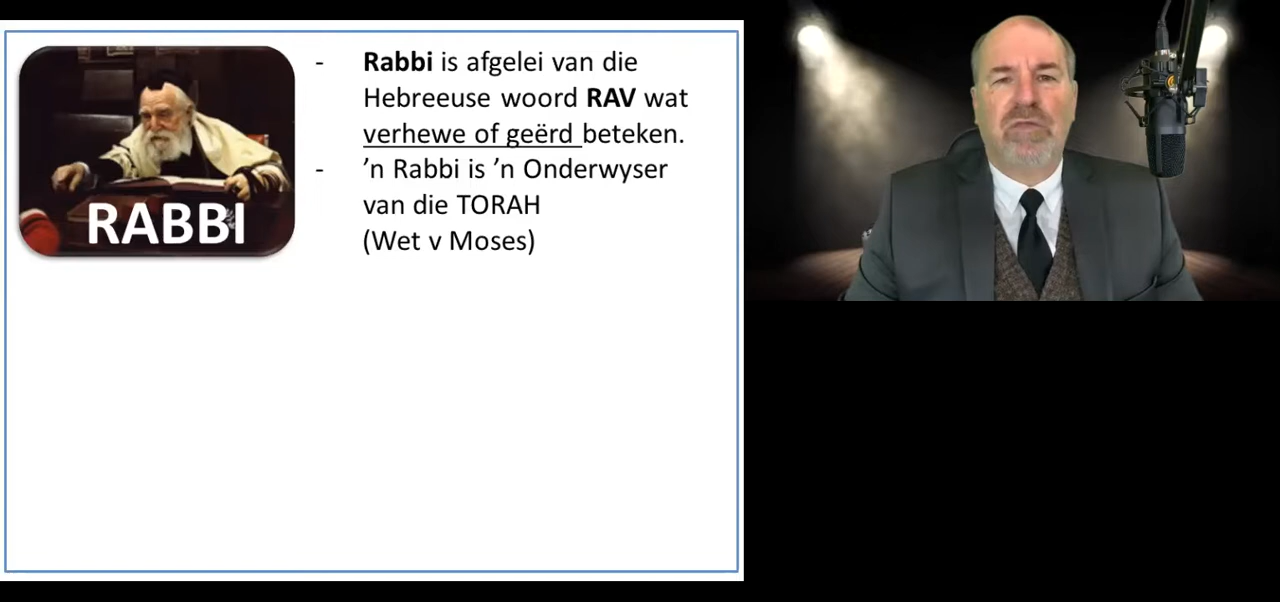 RABBI
- Rabbi is afgelei van die
Hebreeuse woord RAV wat
verhewe of geërd beteken.
- ’n Rabbi is ’n Onderwyser
van die TORAH
(Wet v Moses)